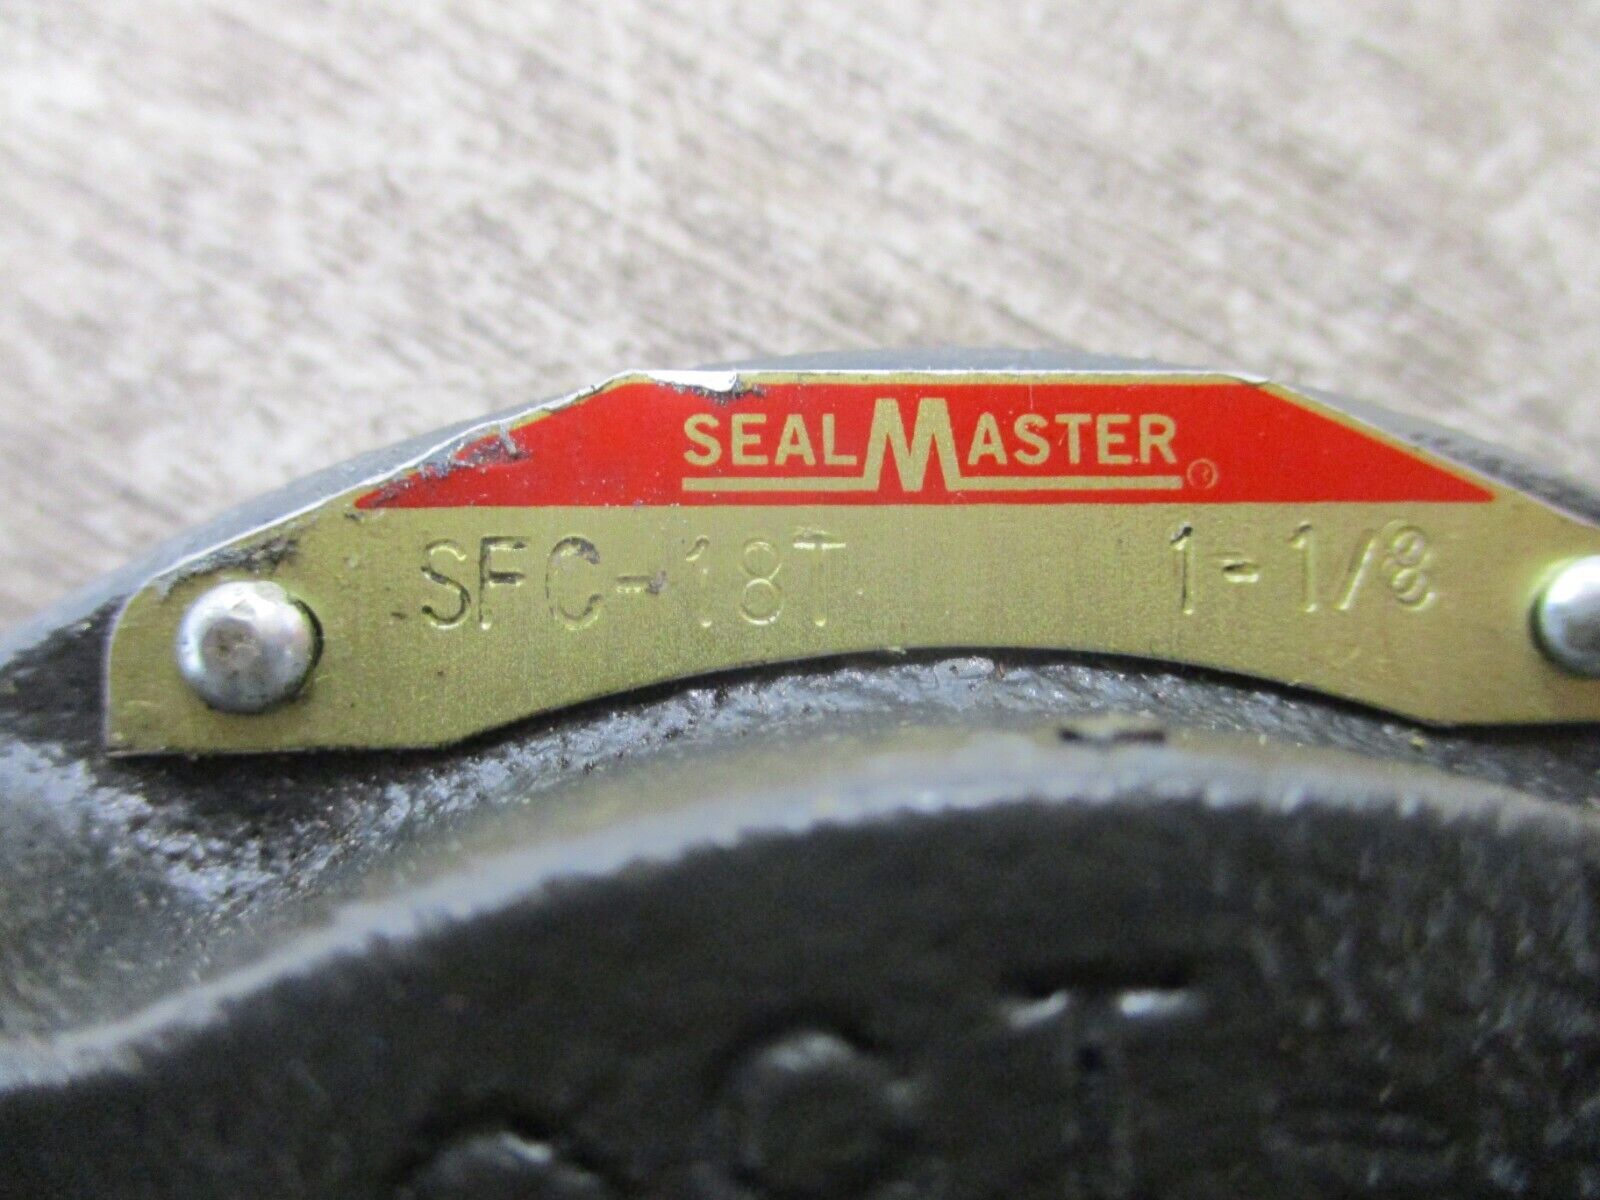 SEALMASTER ®
SFC-18T 1-1/8